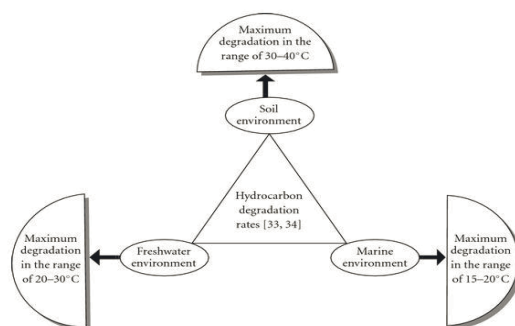 Maximum
degradation in the
range of 30–40°C
Soil
environment
Hydrocarbon
degradation
rates [33, 34]
Maximum
degradation
in the range
of 20–30°C
Freshwater
environment
Marine
environment
Maximum
degradation
in the range
of 15–20°C